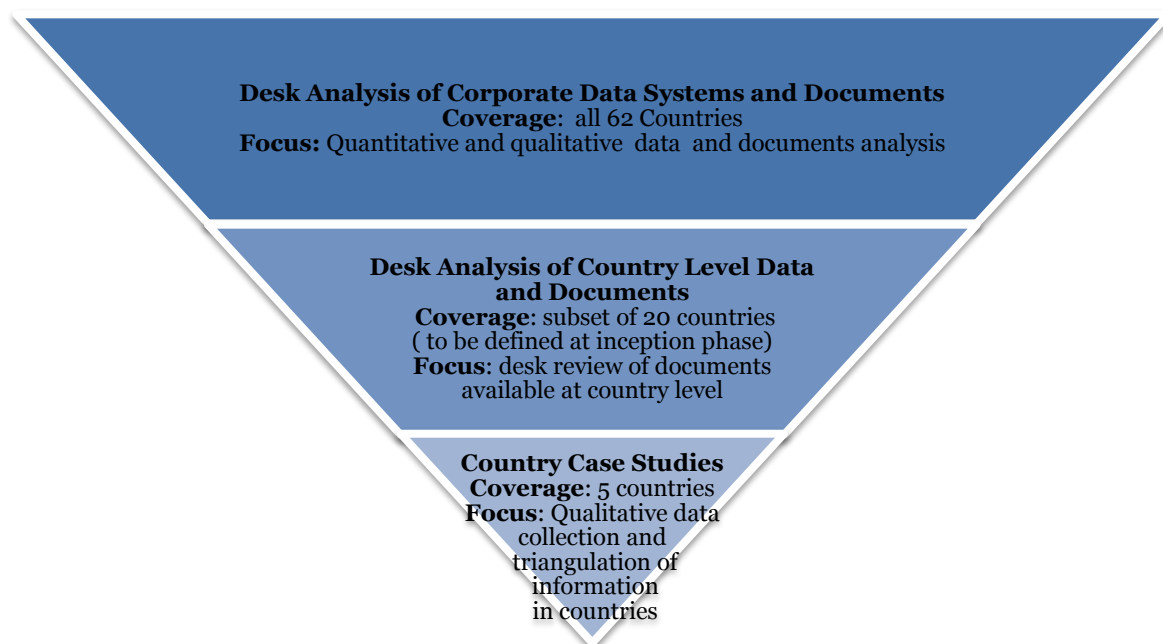 Desk Analysis of Corporate Data Systems and Documents
Coverage: all 62 Countries
Focus: Quantitative and qualitative data and documents analysis
Desk Analysis of Country Level Data
and Documents
Coverage: subset of 20 countries
( to be defined at inception phase)
Focus: desk review of documents
available at country level
Country Case Studies
Coverage: 5 countries
Focus: Qualitative data
collection and
triangulation of
information
in countries